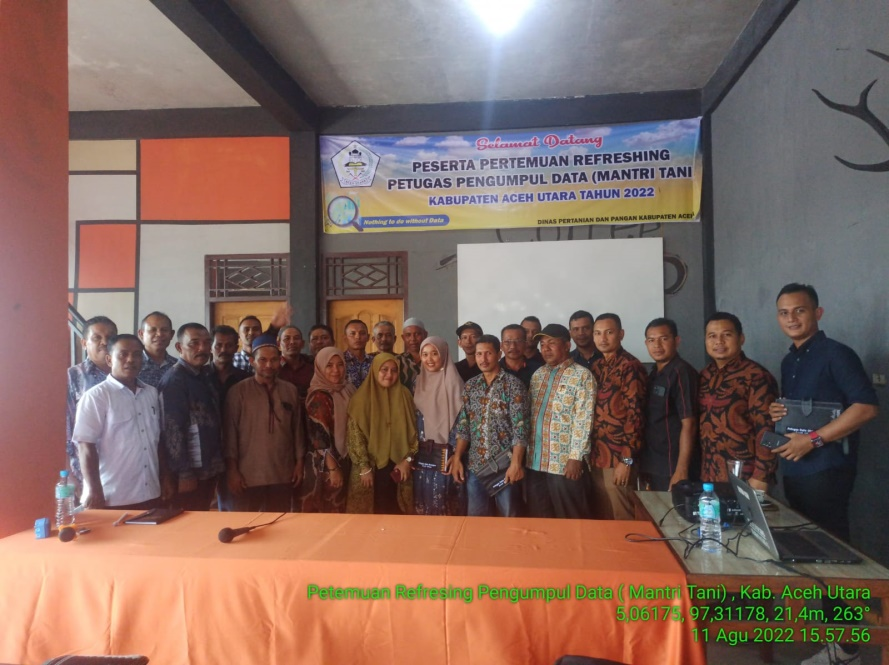 Selamat Datang
PESERTA PERTEMUAN REFRESHING
PETUGAS PENGUMPUL DATA (MANTRI TANI
KABUPATEN ACEH UTARA TAHUN 2022
Nothing to do without Data
DINAS PERTANIAN DAN PANGAN KABUPATEN ACEH
Petemuan Refresing Pengumpul Data ( Mantri Tani) , Kab. Aceh Utara
5,06175, 97,31178, 21,4m, 263°
11 Agu 2022 15.57.56